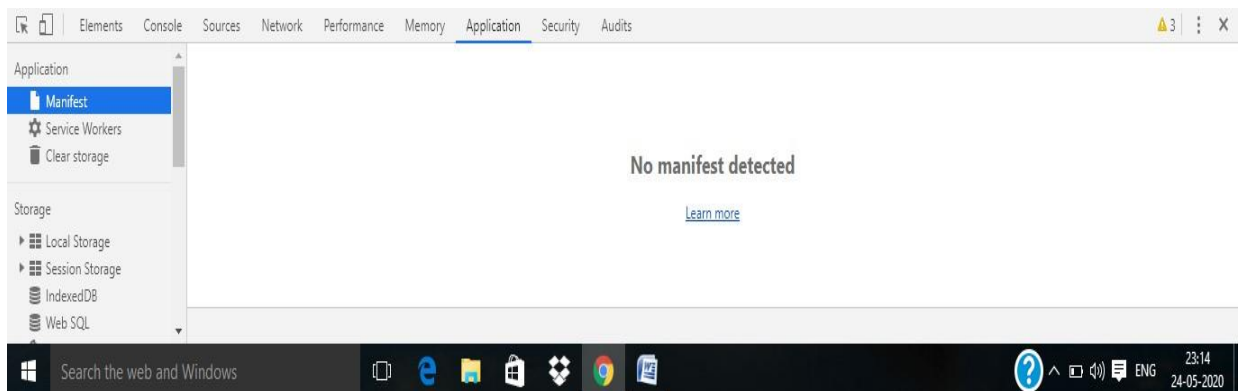 Elements Console Sources Network Performance Memory Application Security Audits 3
Application
Manifest
Service Workers
Clear storage
No manifest detected
Learn more
Storage
Local Storage
Session Storage
IndexedDB
Web SQL
Search the web and Windows
ENG
23:14
24-05-2020